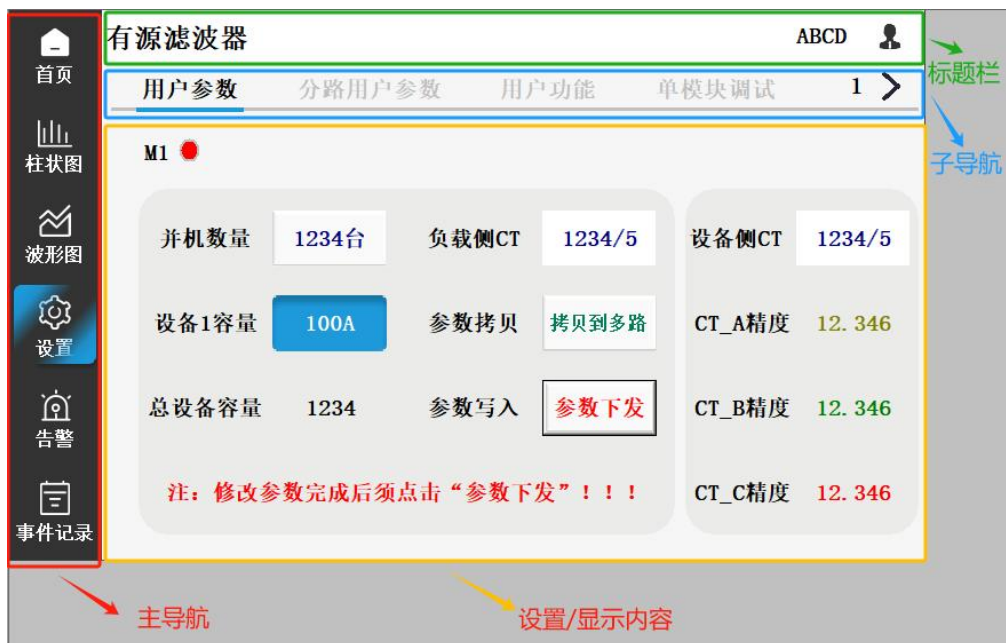 有源滤波器
ABCD
标题栏
首页
柱状图
波形图
设置
告警
事件记录
用户参数 分路用户参数 用户功能 单模块调试 1 >
子导航
M1
并机数量 1234台 负载侧CT 1234/5 设备侧CT 1234/5
设备1容量 100A 参数拷贝 拷贝到多路 CT_A精度 12.346
总设备容量 1234 参数写入 参数下发 CT_B精度 12.346
注：修改参数完成后须点击“参数下发”！！！ CT_C精度 12.346
主导航
设置/显示内容